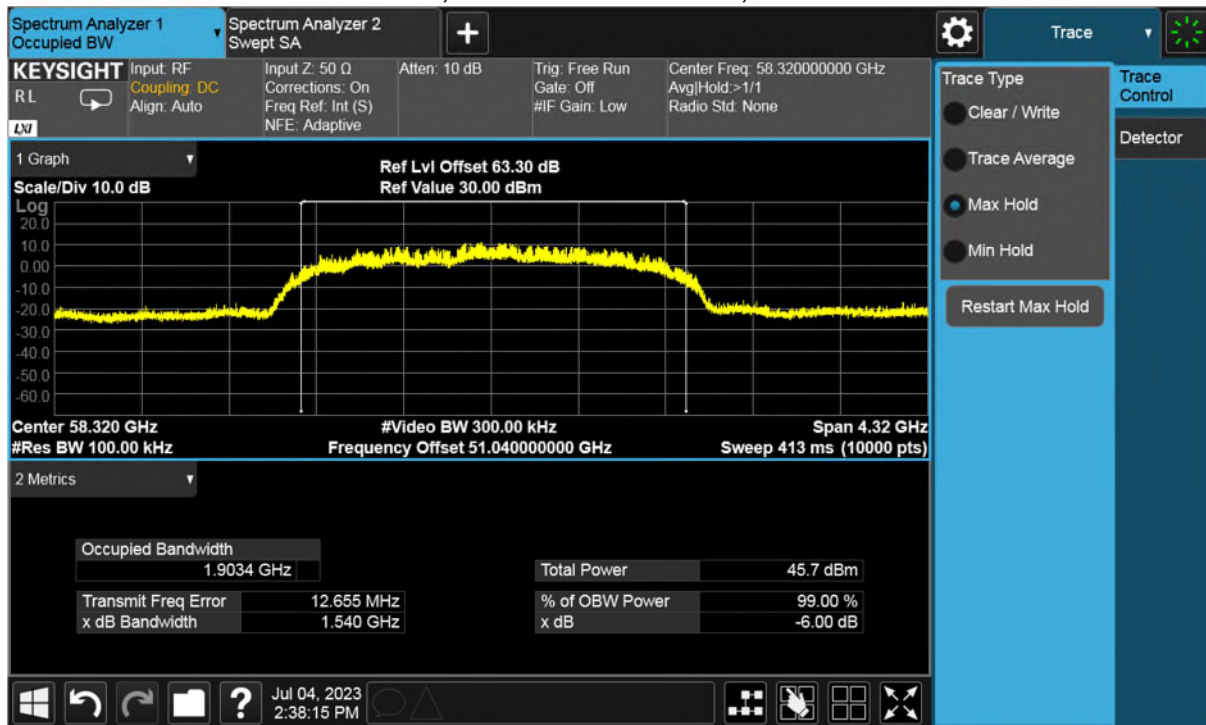 Spectrum Analyzer 1
Occupied BW
Spectrum Analyzer 2
Swept SA
+
Trace
KEYSIGHT
RL
LXI
Input: RF
Coupling: DC
Align: Auto
Input Z: 50 Ω
Corrections: On
Freq Ref: Int (S)
NFE: Adaptive
Atten: 10 dB
Trig: Free Run
Gate: Off
#IF Gain: Low
Center Freq: 58.320000000 GHz
Avg|Hold:>1/1
Radio Std: None
Trace Type
Clear / Write
Trace Average
Max Hold
Min Hold
Restart Max Hold
Trace
Control
Detector
1 Graph
Scale/Div 10.0 dB
Ref Lvl Offset 63.30 dB
Ref Value 30.00 dBm
Log
20.0
10.0
0.00
-10.0
-20.0
-30.0
-40.0
-50.0
-60.0
Center 58.320 GHz
#Video BW 300.00 kHz
Span 4.32 GHz
#Res BW 100.00 kHz
Frequency Offset 51.040000000 GHz
Sweep 413 ms (10000 pts)
2 Metrics
Occupied Bandwidth
1.9034 GHz
Total Power 45.7 dBm
Transmit Freq Error 12.655 MHz
% of OBW Power 99.00 %
x dB Bandwidth 1.540 GHz
x dB -6.00 dB
?
Jul 04, 2023
2:38:15 PM